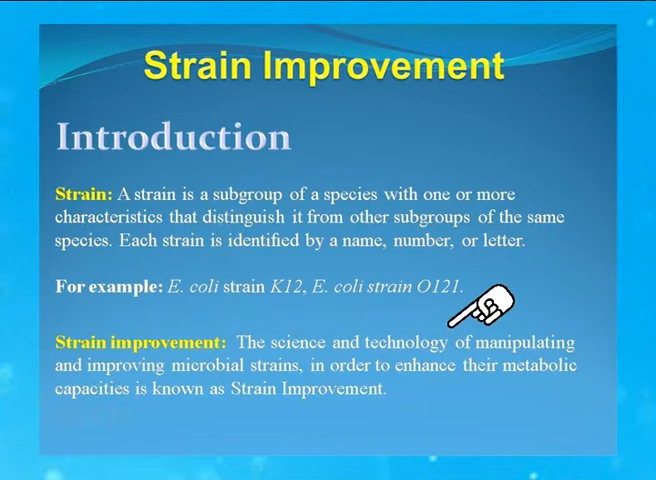 Strain Improvement
Introduction
Strain: A strain is a subgroup of a species with one or more
characteristics that distinguish it from other subgroups of the same
species. Each strain is identified by a name, number, or letter.
For example: E. coli strain K12, E. coli strain O121.
Strain improvement: The science and technology of manipulating
and improving microbial strains, in order to enhance their metabolic
capacities is known as Strain Improvement.